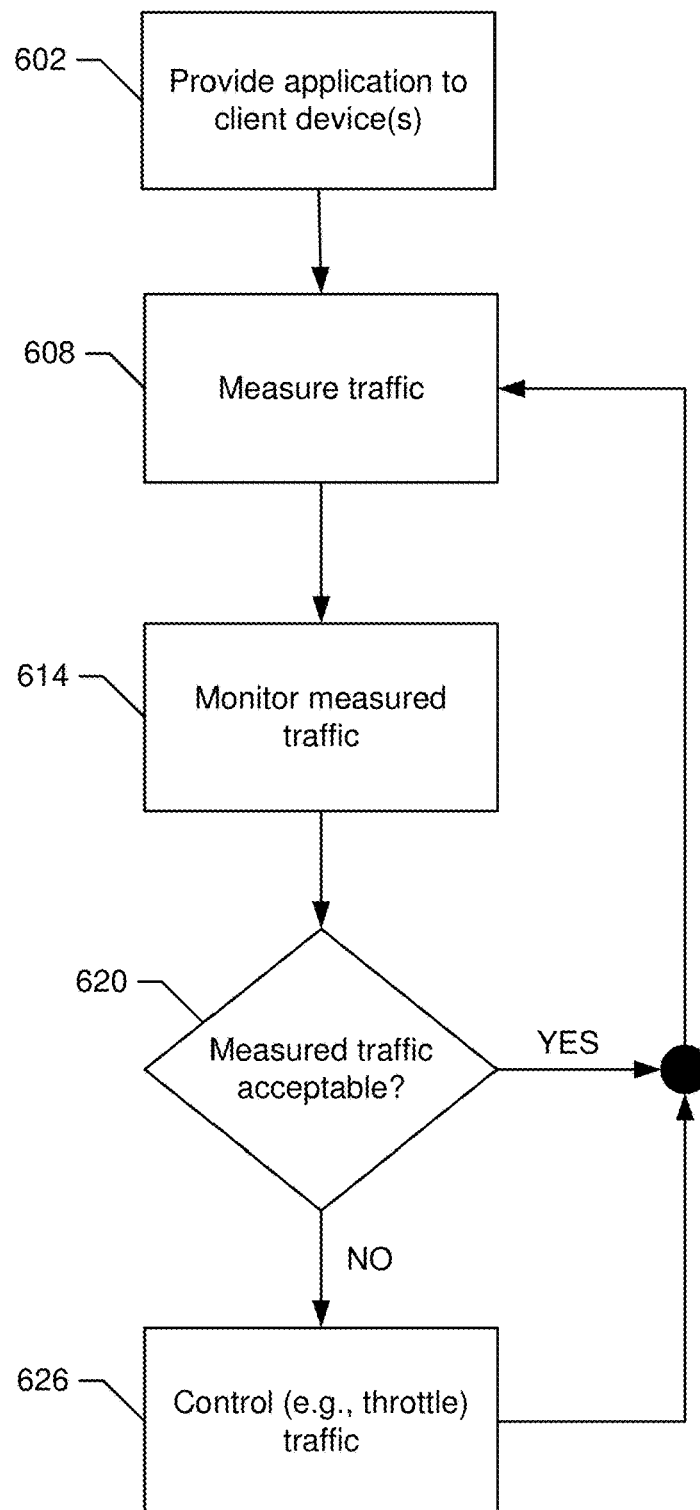 602
Provide application to
client device(s)
608
Measure traffic
614
Monitor measured
traffic
620
Measured traffic
acceptable?
YES
NO
626
Control (e.g., throttle)
traffic